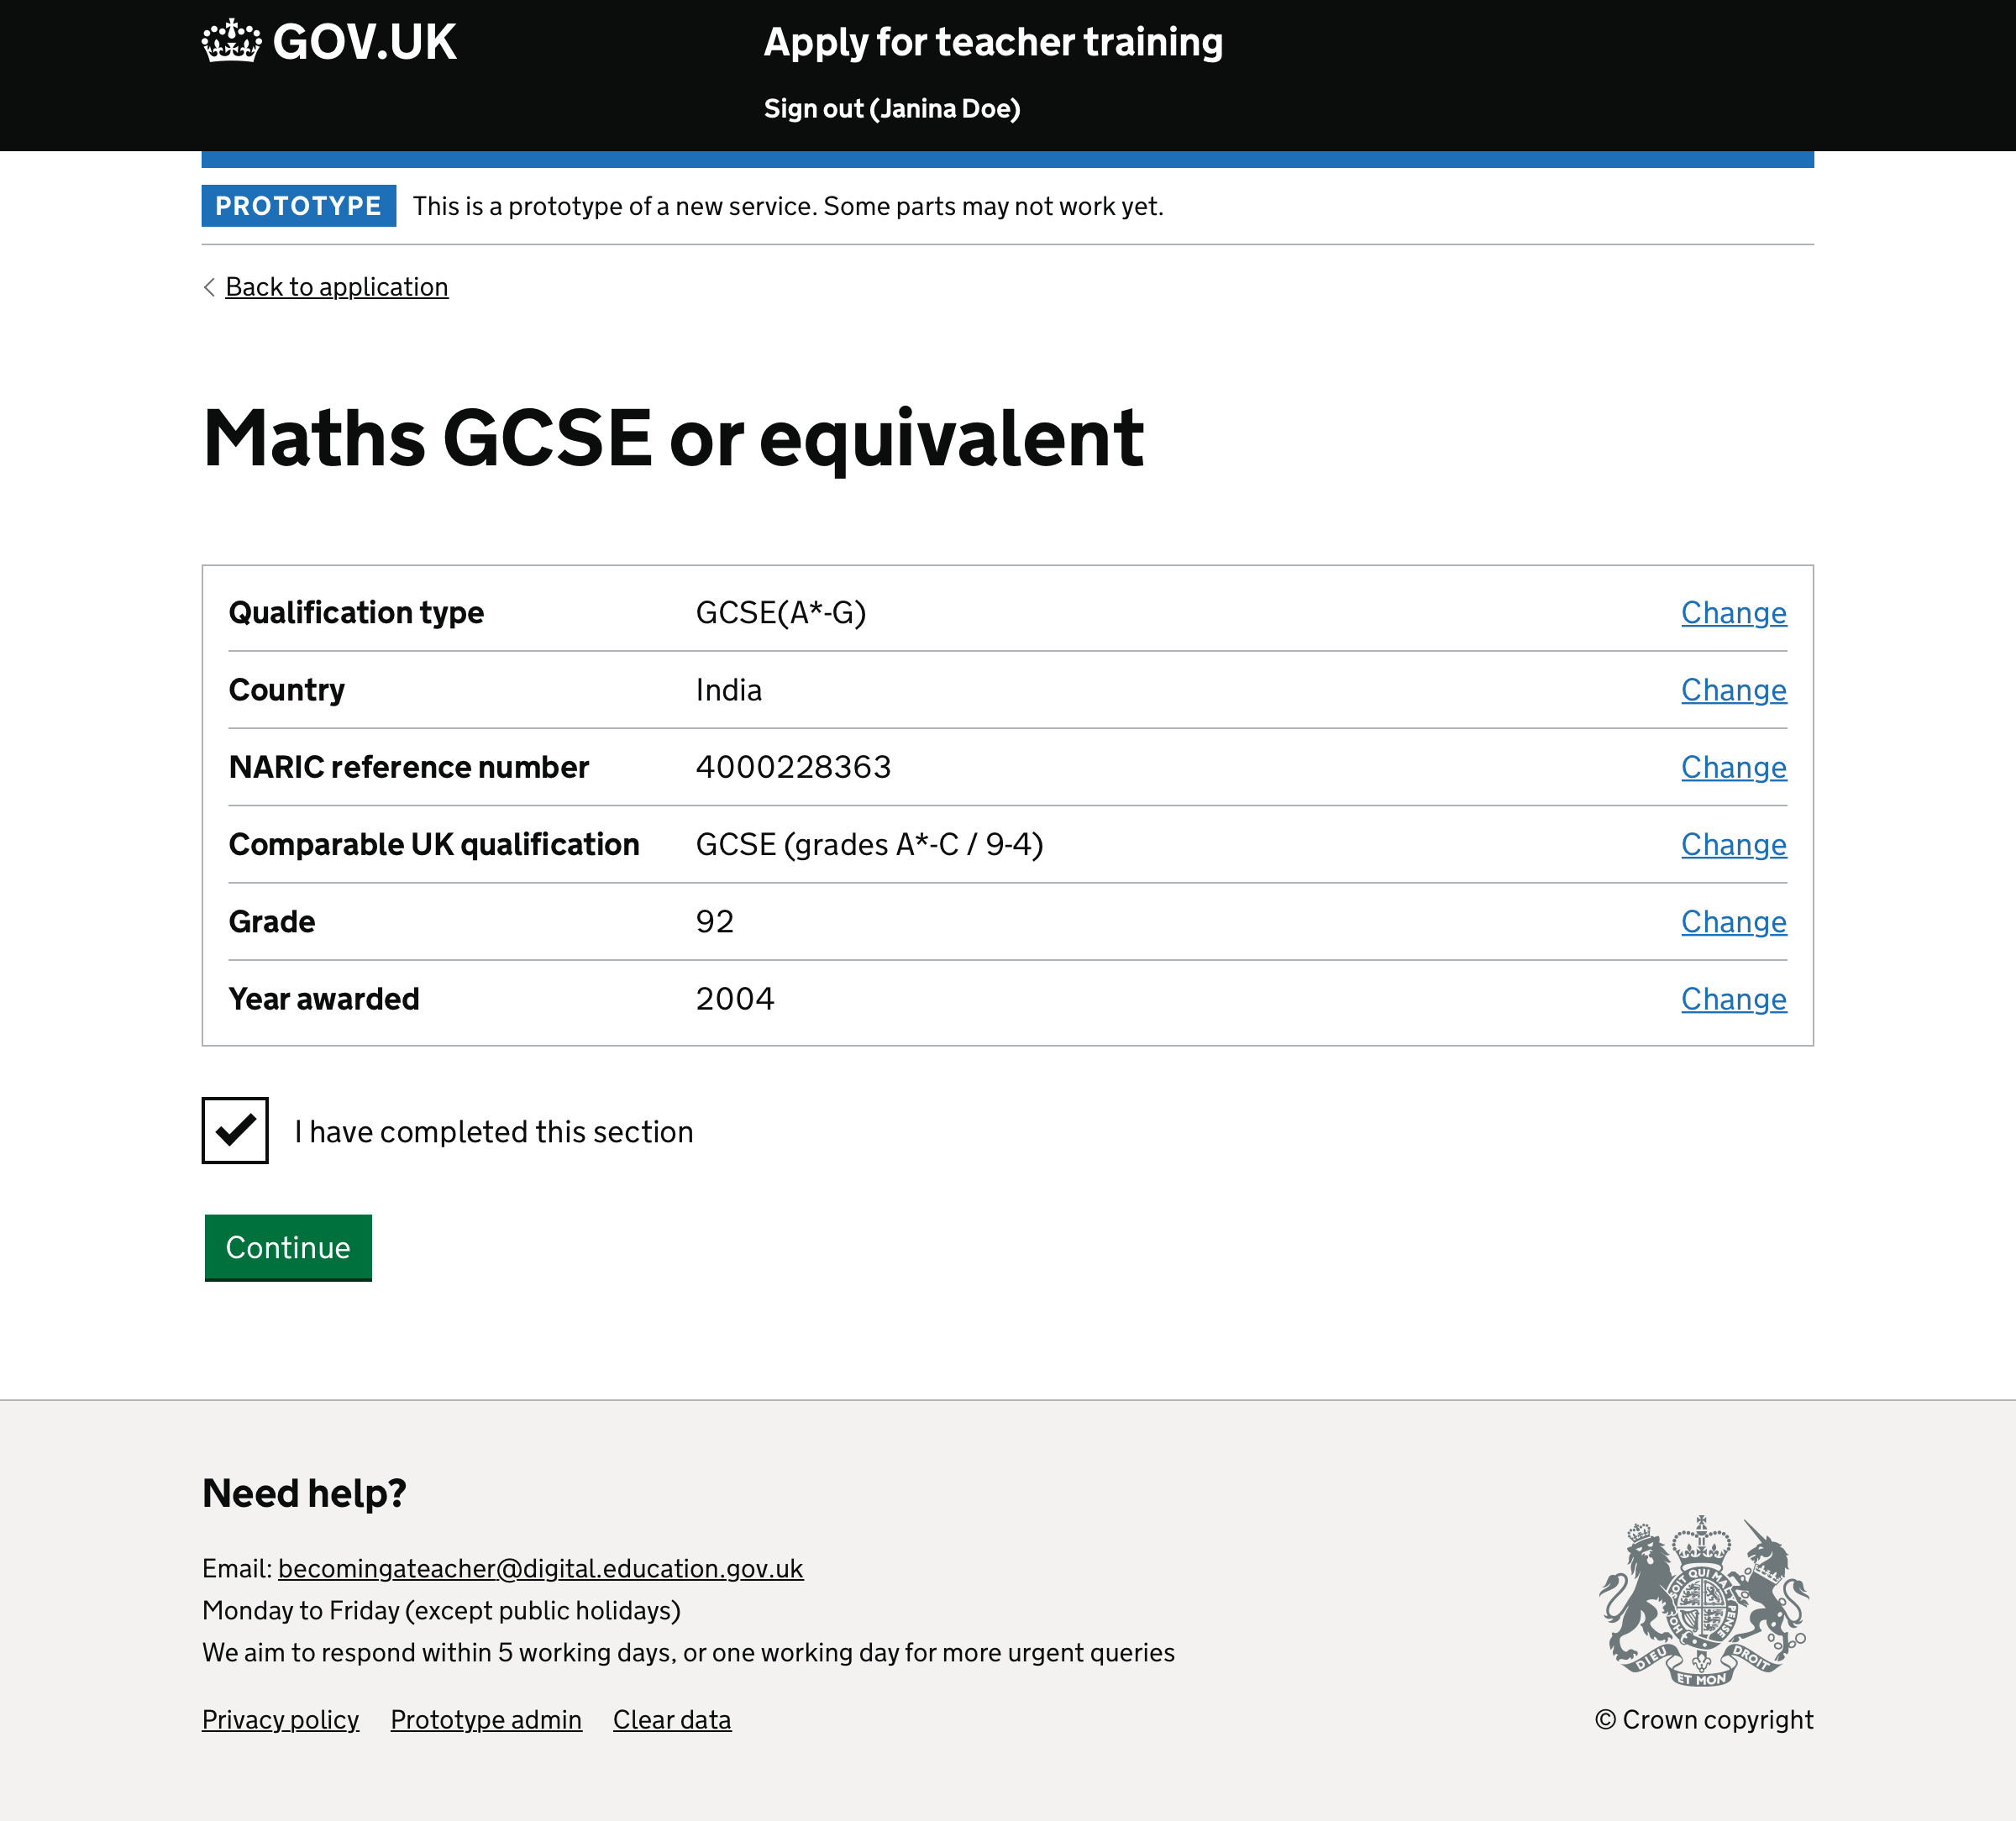 GOV.UK
Apply for teacher training
Sign out (Janina Doe)
PROTOTYPE This is a prototype of a new service. Some parts may not work yet.
Back to application
Maths GCSE or equivalent
Qualification type GCSE(A*-G) Change
Country India Change
NARIC reference number 4000228363 Change
Comparable UK qualification GCSE (grades A*-C / 9-4) Change
Grade 92 Change
Year awarded 2004 Change
I have completed this section
Continue
Need help?
Email: becomingateacher@digital.education.gov.uk
Monday to Friday (except public holidays)
We aim to respond within 5 working days, or one working day for more urgent queries
Privacy policy Prototype admin Clear data
HONI SOIT QUI MAL Y PENSE
DIEU ET MON DROIT
© Crown copyright